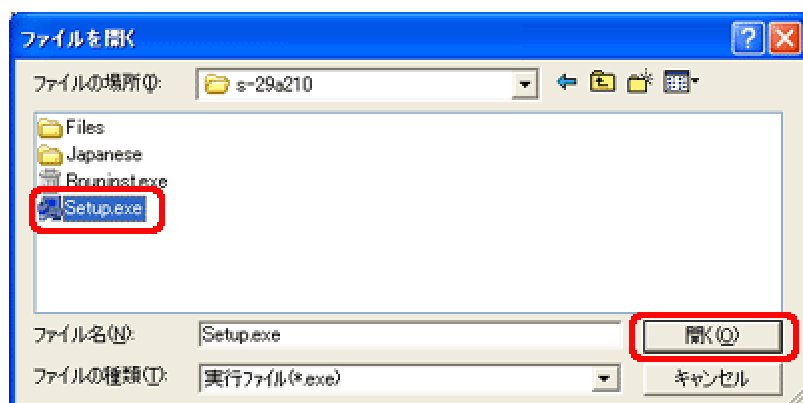 ファイルを開く
ファイルの場所(I):
s-29a210
Files
Japanese
Bpuninst.exe
Setup.exe
ファイル名(N):
Setup.exe
開く(O)
ファイルの種類(T):
実行ファイル(*.exe)
キャンセル